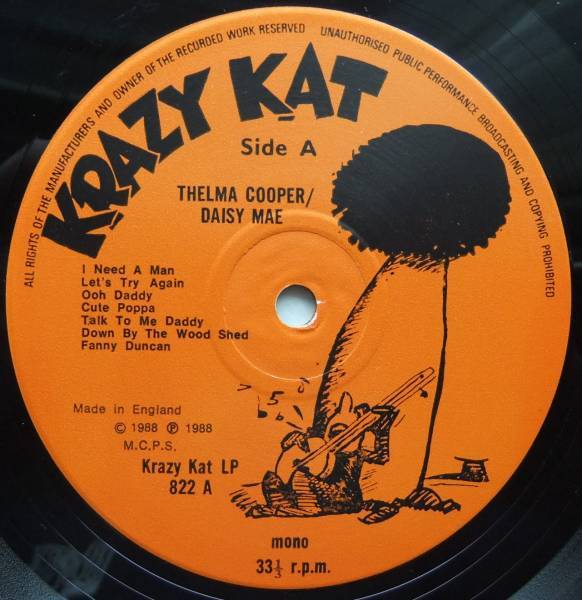 ALL RIGHTS OF THE MANUFACTURERS AND OWNER OF THE RECORDED WORK RESERVED UNAUTHORISED PUBLIC PERFORMANCE BROADCASTING AND COPYING PROHIBITED
KRAZY KAT
Side A
THELMA COOPER/
DAISY MAE
I Need A Man
Let's Try Again
Ooh Daddy
Cute Poppa
Talk To Me Daddy
Down By The Wood Shed
Fanny Duncan
Made in England
© 1988 ℗ 1988
M.C.P.S.
Krazy Kat LP
822 A
mono
33⅓ r.p.m.